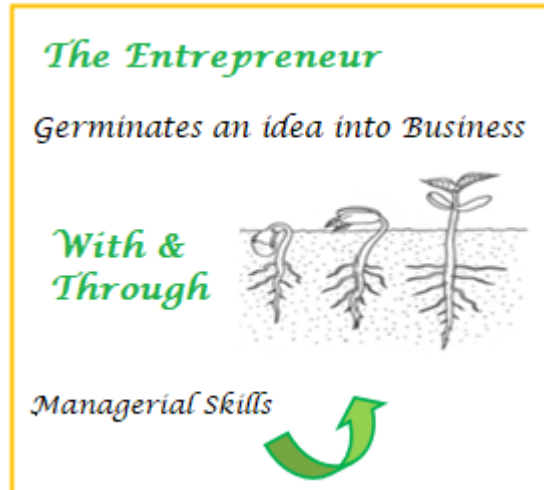 The Entrepreneur
Germinates an idea into Business
With &
Through
Managerial Skills